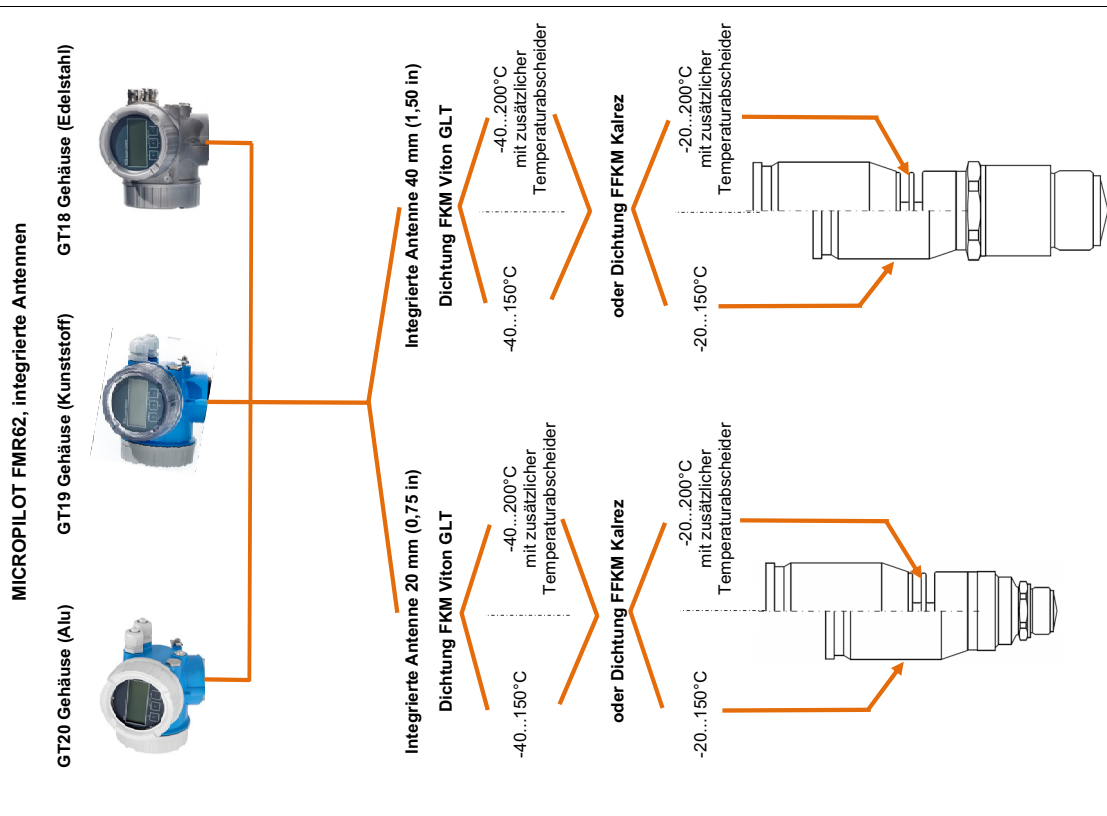 MICROPILOT FMR62, integrierte Antennen
GT20 Gehäuse (Alu)
GT19 Gehäuse (Kunststoff)
GT18 Gehäuse (Edelstahl)
Integrierte Antenne 20 mm (0,75 in)
Dichtung FKM Viton GLT
-40...150°C
-40...200°C
mit zusätzlicher
Temperaturabscheider
oder Dichtung FFKM Kalrez
-20...150°C
-20...200°C
mit zusätzlicher
Temperaturabscheider
Integrierte Antenne 40 mm (1,50 in)
Dichtung FKM Viton GLT
-40...150°C
-40...200°C
mit zusätzlicher
Temperaturabscheider
oder Dichtung FFKM Kalrez
-20...150°C
-20...200°C
mit zusätzlicher
Temperaturabscheider